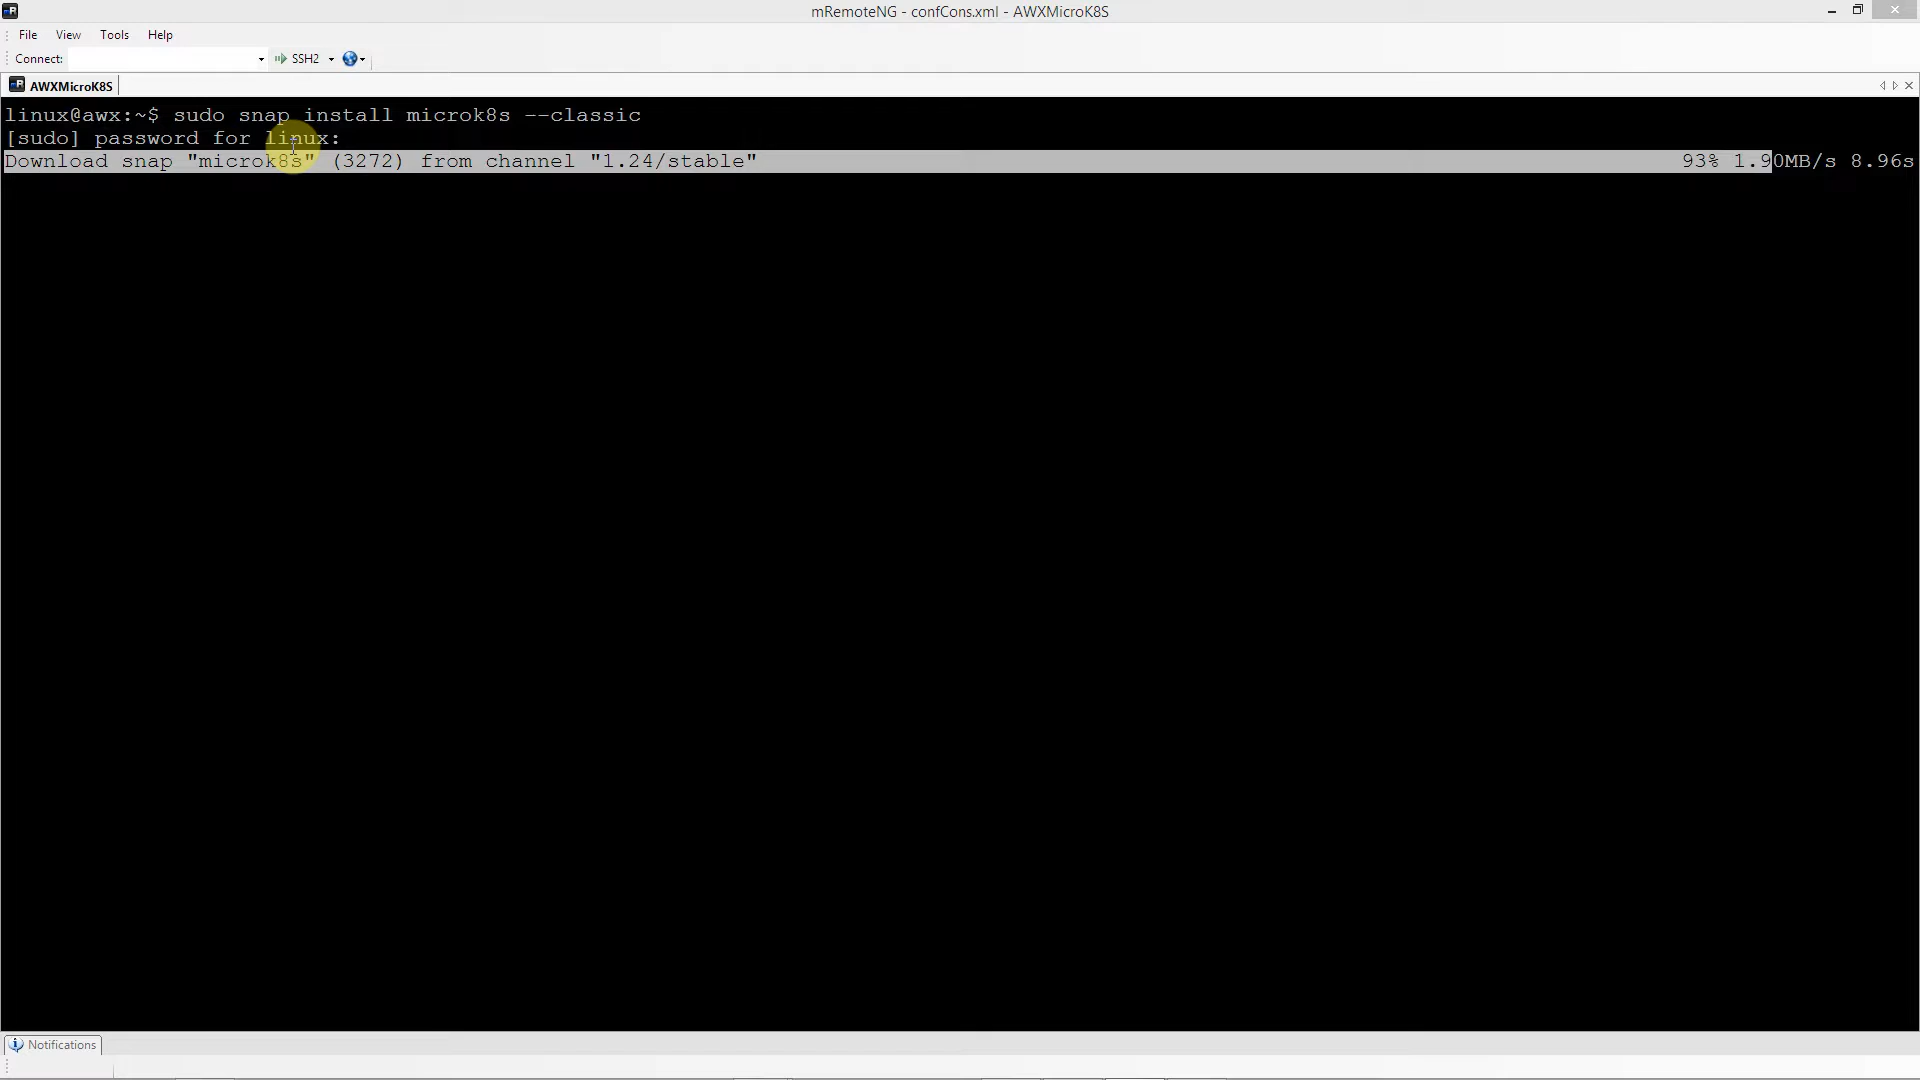 mRemoteNG - confCons.xml - AWXMicroK8S
File View Tools Help
Connect: SSH2
AWXMicroK8S
linux@awx:~$ sudo snap install microk8s --classic
[sudo] password for linux:
Download snap "microk8s" (3272) from channel "1.24/stable" 93% 1.90MB/s 8.96s
Notifications